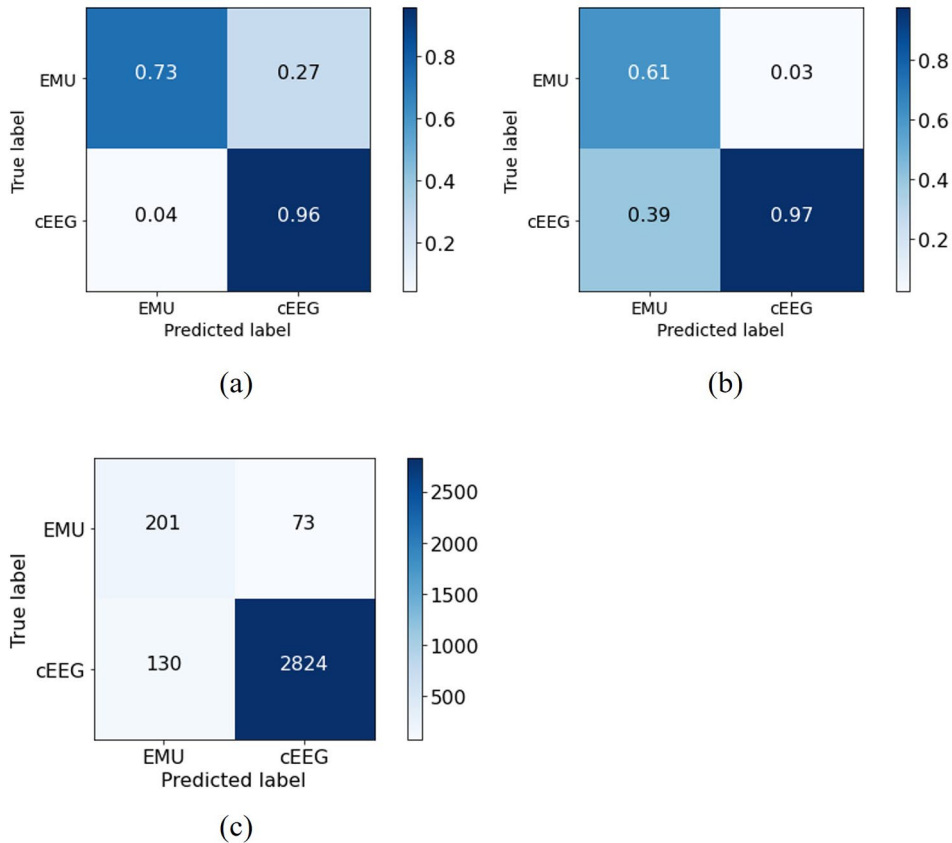 EMU
cEEG
True label
0.73
0.27
0.04
0.96
EMU
cEEG
Predicted label
0.8
0.6
0.4
0.2
(a)
EMU
cEEG
True label
0.61
0.03
0.39
0.97
EMU
cEEG
Predicted label
0.8
0.6
0.4
0.2
(b)
EMU
cEEG
True label
201
73
130
2824
EMU
cEEG
Predicted label
2500
2000
1500
1000
500
(c)